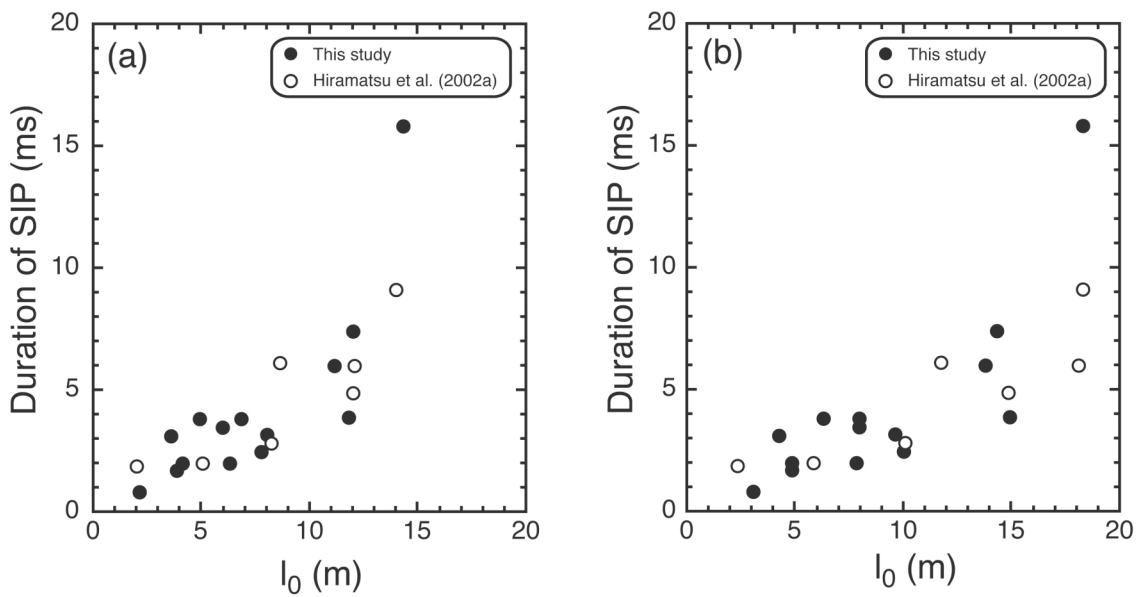 (a)
This study
Hiramatsu et al. (2002a)
Duration of SIP (ms)
20
15
10
5
0
0 5 10 15 20
l0 (m)
(b)
This study
Hiramatsu et al. (2002a)
Duration of SIP (ms)
20
15
10
5
0
0 5 10 15 20
l0 (m)